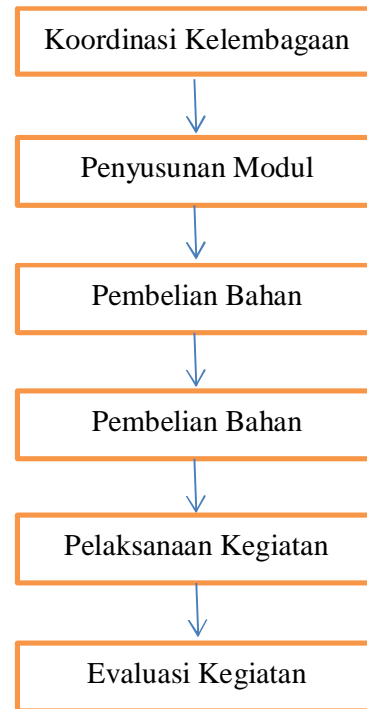 Koordinasi Kelembagaan
Penyusunan Modul
Pembelian Bahan
Pembelian Bahan
Pelaksanaan Kegiatan
Evaluasi Kegiatan